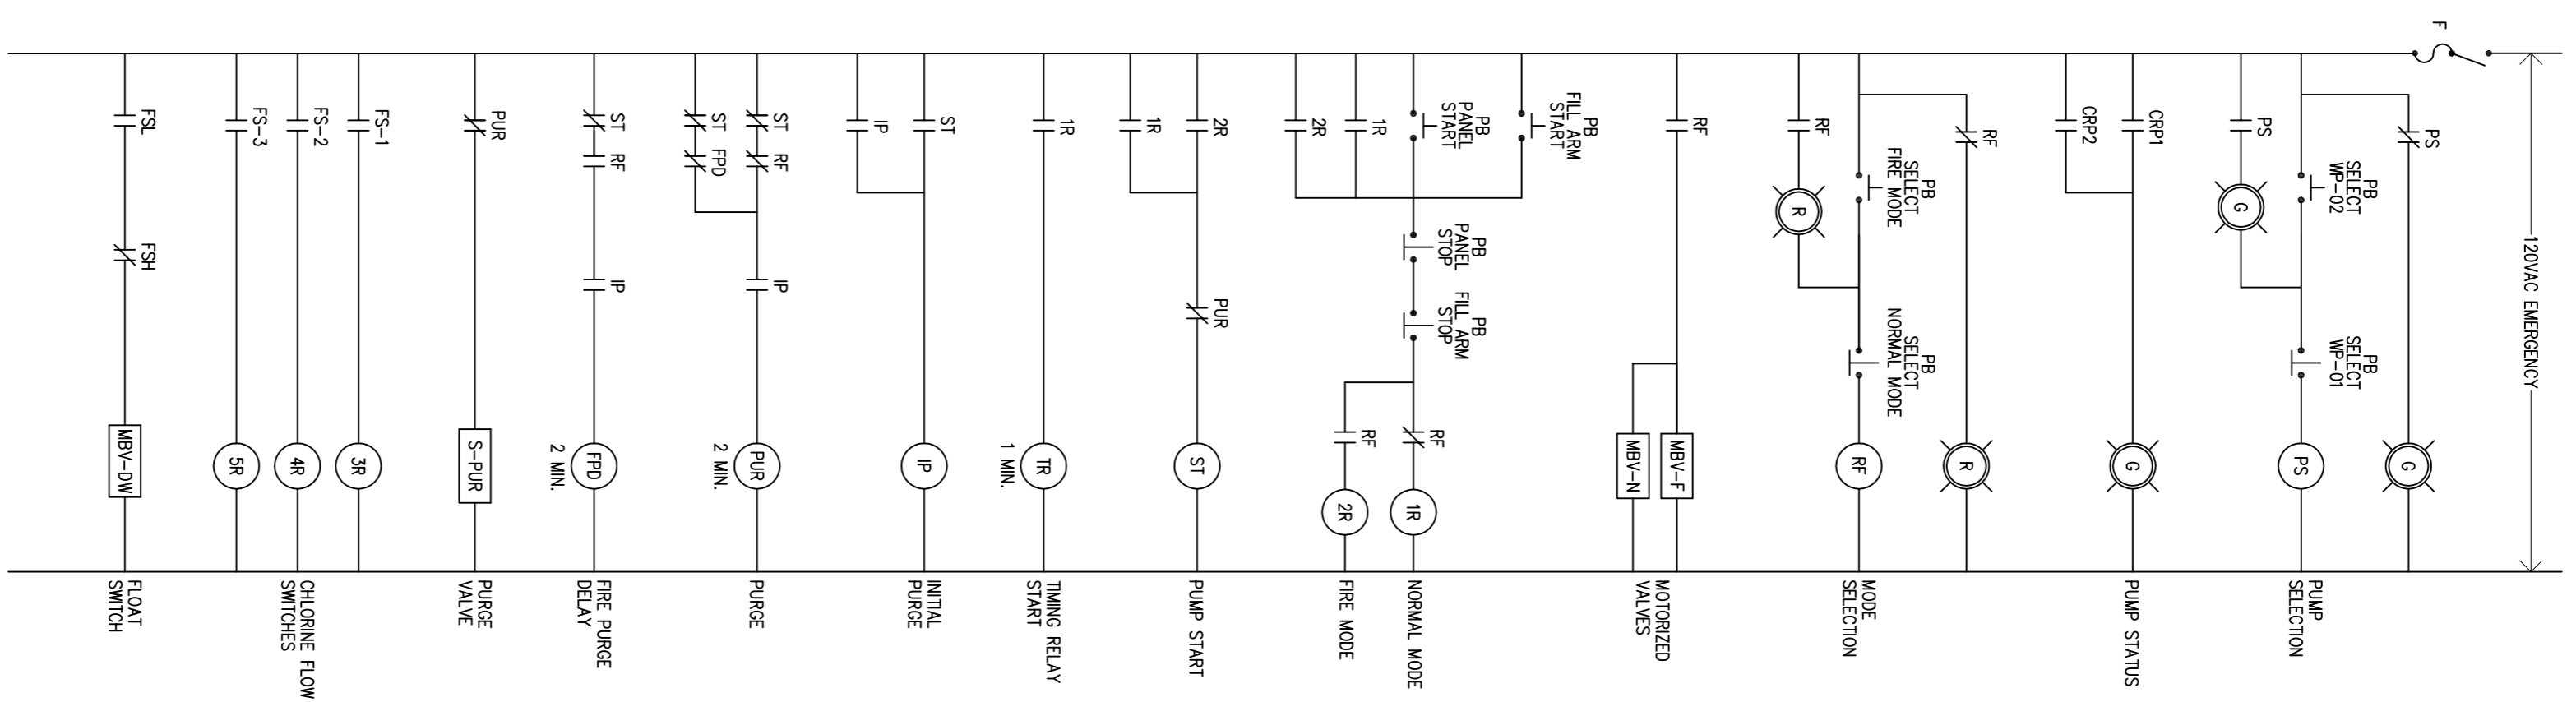 F
120VAC EMERGENCY
PS
G
PB
SELECT
WP-02
PB
SELECT
WP-01
PS
PS
G
PUMP
SELECTION
CRP1
CRP2
G
PUMP STATUS
RF
R
PB
SELECT
FIRE MODE
PB
SELECT
NORMAL MODE
RF
RF
R
MODE
SELECTION
RF
MBV-F
MBV-N
MOTORIZED
VALVES
PB
FILL ARM
START
PB
PANEL
START
1R
2R
PB
PANEL
STOP
PB
FILL ARM
STOP
RF
1R
NORMAL MODE
RF
2R
FIRE MODE
2R
1R
PUR
ST
PUMP START
1R
TR
1 MIN.
TIMING RELAY
START
ST
IP
IP
INITIAL
PURGE
ST
RF
ST
FPD
IP
PUR
2 MIN.
PURGE
ST
RF
IP
FPD
2 MIN.
FIRE PURGE
DELAY
PUR
S-PUR
PURGE
VALVE
FS-1
3R
FS-2
4R
FS-3
5R
CHLORINE FLOW
SWITCHES
FSL
FSH
MBV-DW
FLOAT
SWITCH